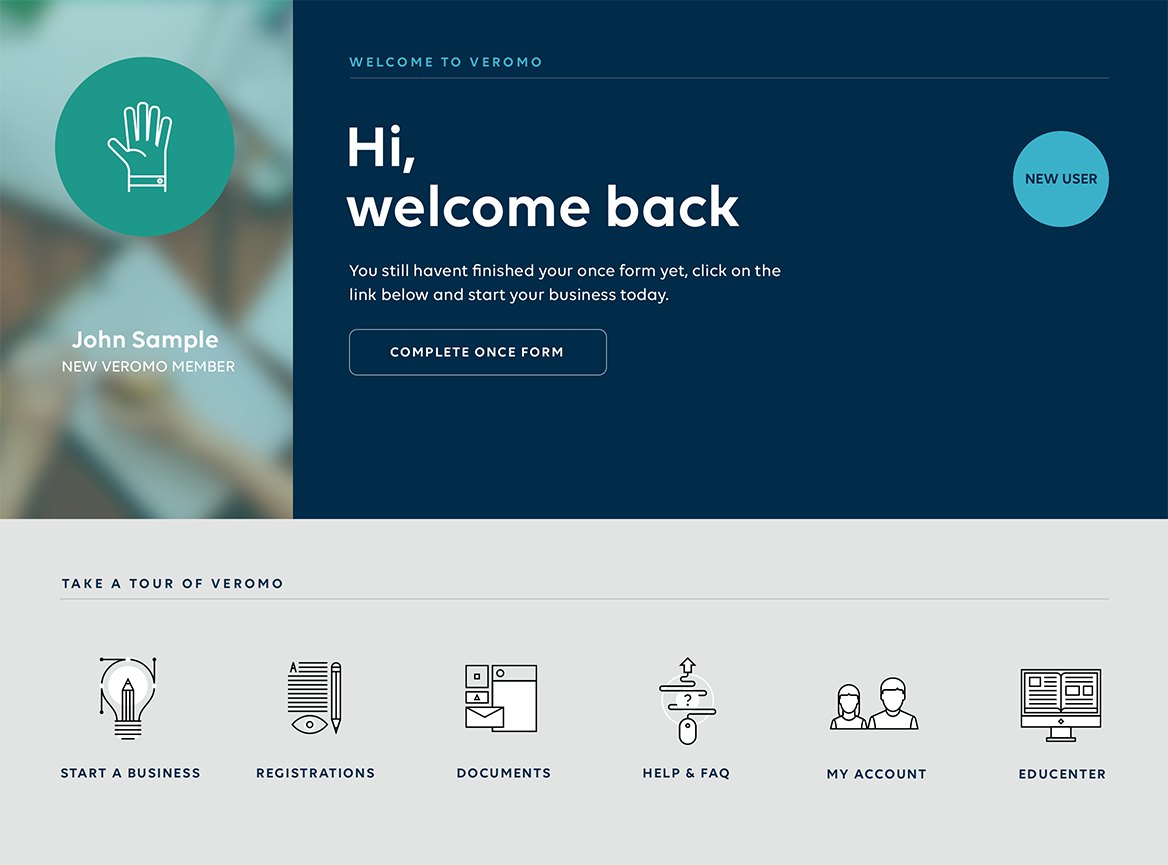 WELCOME TO VEROMO
Hi,
welcome back
NEW USER
You still havent finished your once form yet, click on the
link below and start your business today.
COMPLETE ONCE FORM
John Sample
NEW VEROMO MEMBER
TAKE A TOUR OF VEROMO
A
?
START A BUSINESS
REGISTRATIONS
DOCUMENTS
HELP & FAQ
MY ACCOUNT
EDUCENTER